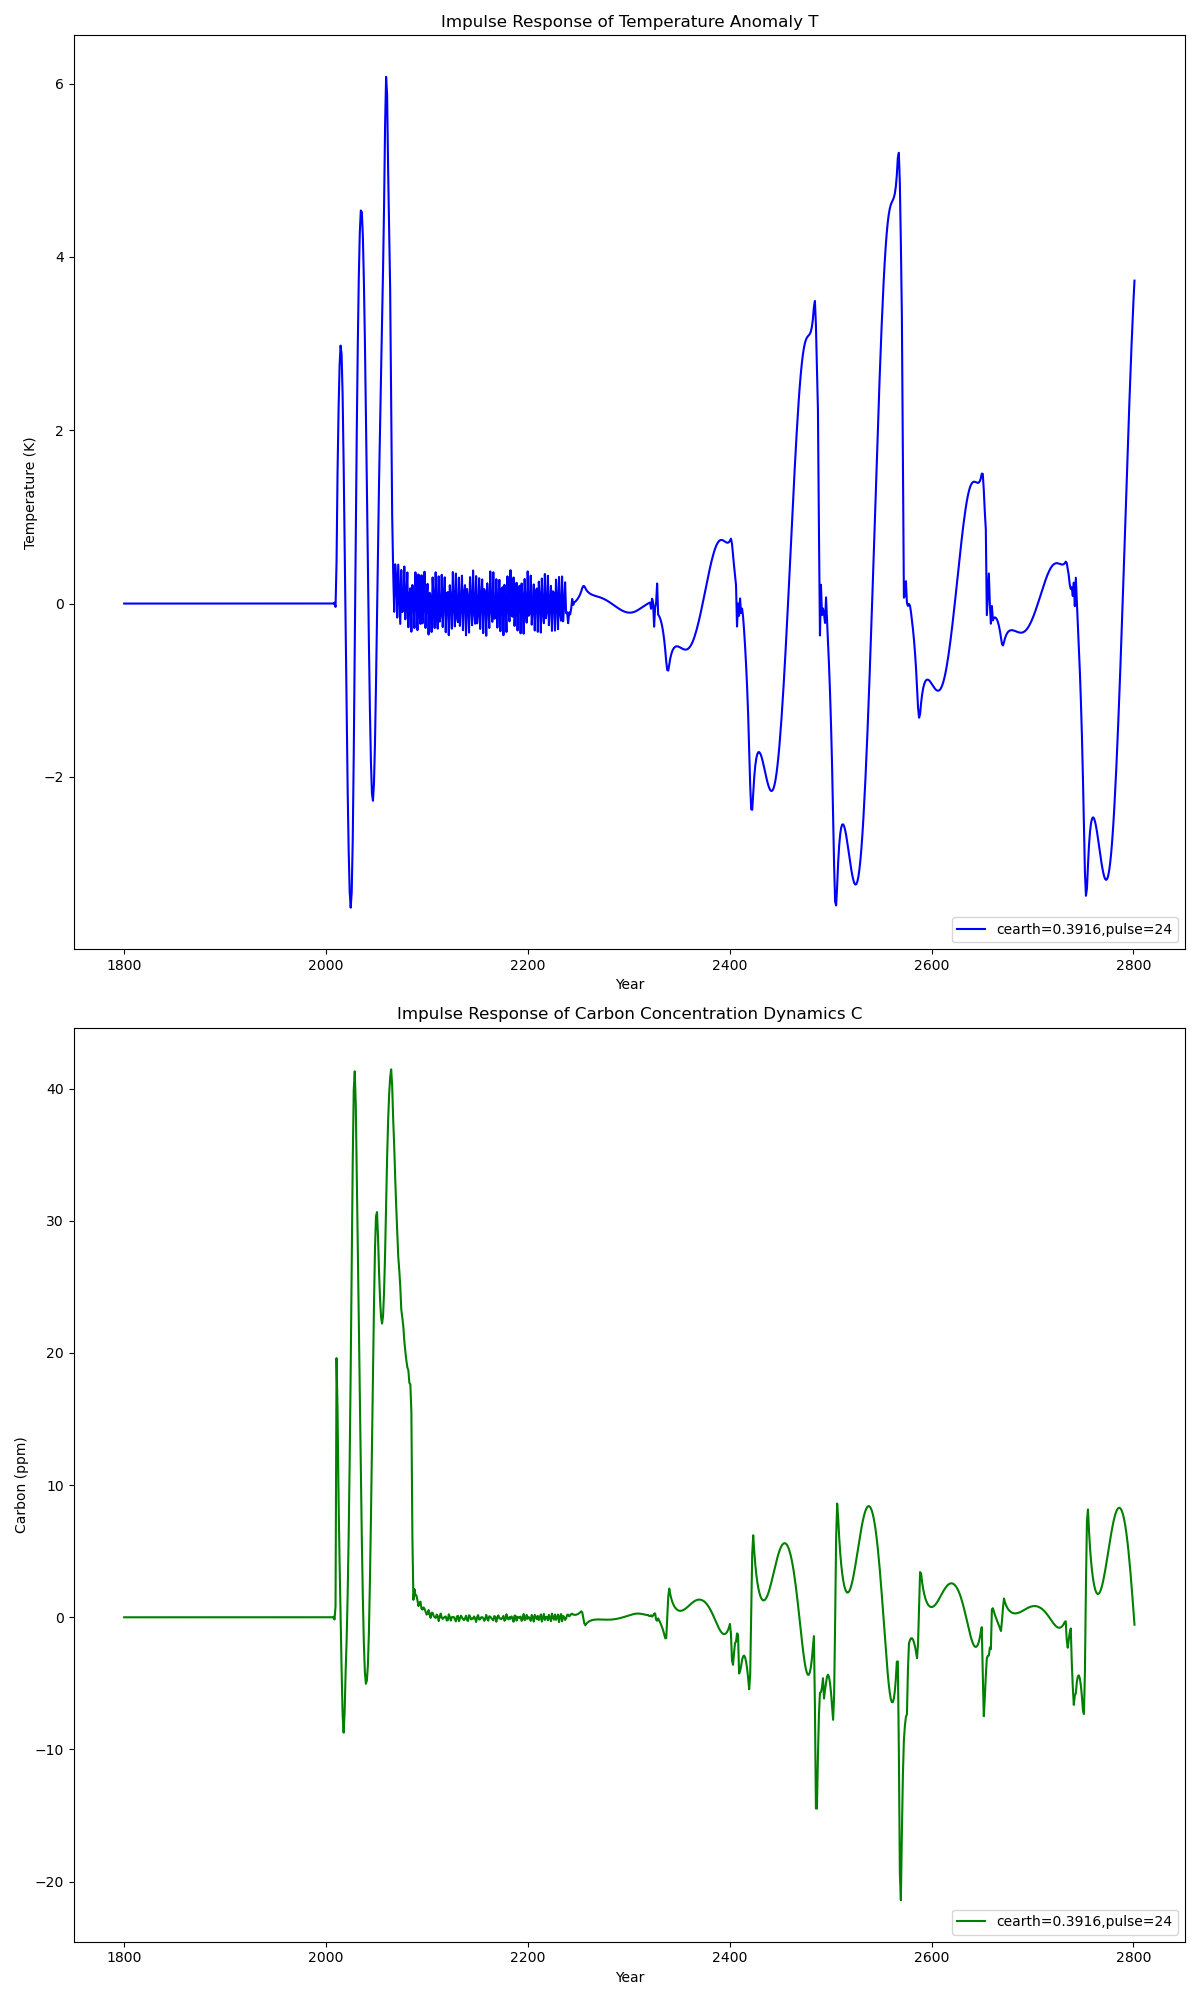 Impulse Response of Temperature Anomaly T
6
4
2
0
−2
Temperature (K)
cearth=0.3916,pulse=24
1800 2000 2200 2400 2600 2800
Year
Impulse Response of Carbon Concentration Dynamics C
40
30
20
10
0
−10
−20
Carbon (ppm)
cearth=0.3916,pulse=24
1800 2000 2200 2400 2600 2800
Year